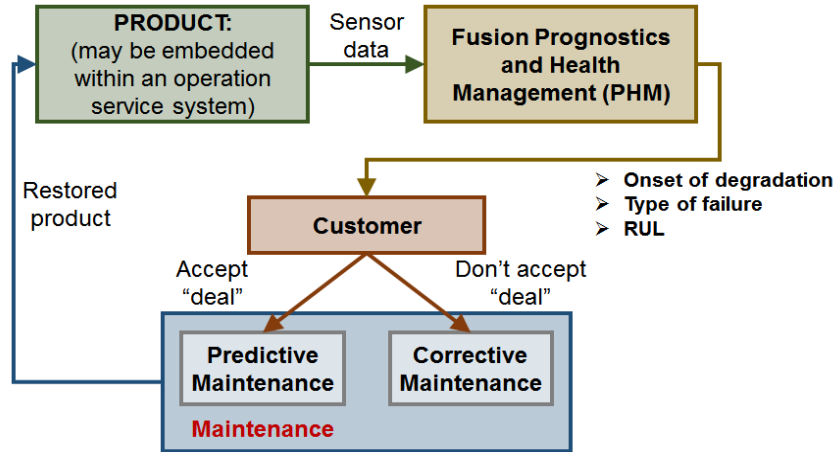 PRODUCT:
(may be embedded
within an operation
service system)
Sensor
data
Fusion Prognostics
and Health
Management (PHM)
➢ Onset of degradation
➢ Type of failure
➢ RUL
Restored
product
Customer
Accept
“deal”
Don’t accept
“deal”
Predictive
Maintenance
Corrective
Maintenance
Maintenance